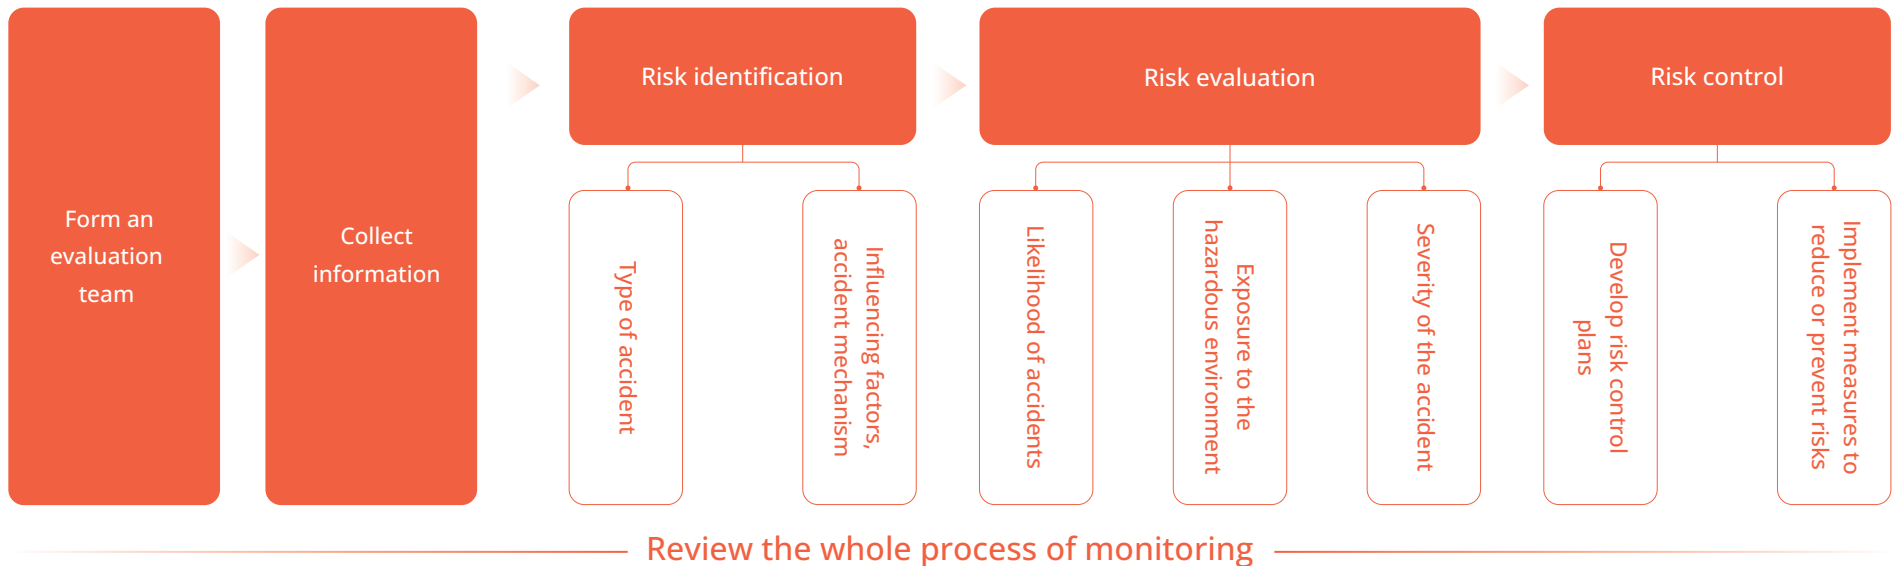 Form an
evaluation
team
Collect
information
Risk identification
Type of accident
Influencing factors,
accident mechanism
Risk evaluation
Likelihood of accidents
Exposure to the
hazardous environment
Severity of the accident
Risk control
Develop risk control
plans
Implement measures to
reduce or prevent risks
Review the whole process of monitoring